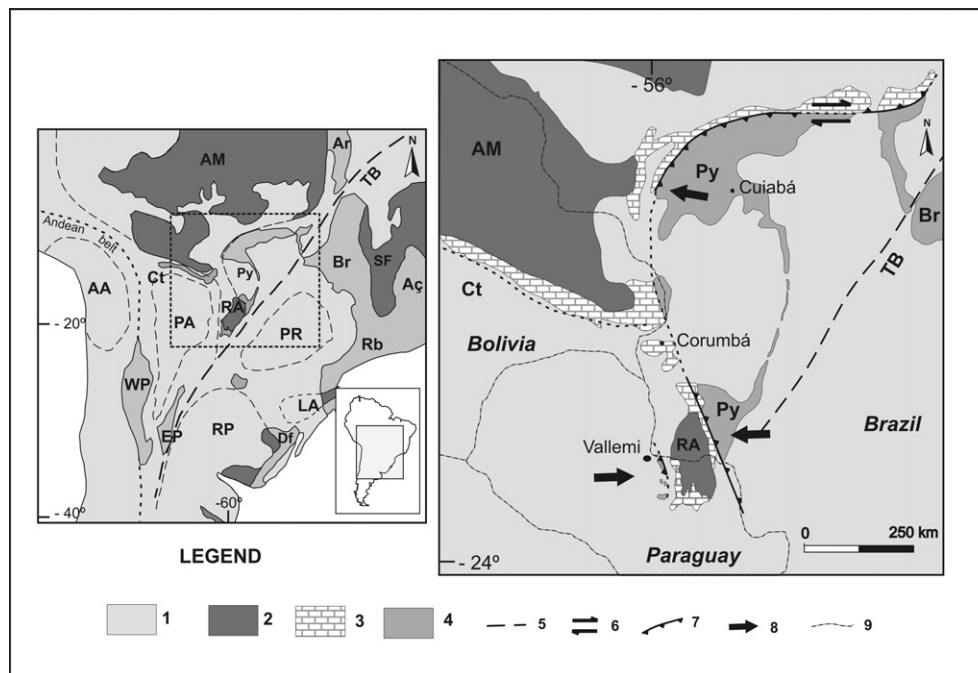 AM
Ar
N
TB
Andean
belt
Br
SF
Ct
Py
Aç
AA
RA
PA
PR
- 20º
Rb
WP
LA
EP
RP
Df
-60º
- 40º
- 56º
N
AM
Py
Cuiabá
Br
TB
Ct
Bolivia
Corumbá
Py
Brazil
RA
Vallemi
0 250 km
- 24º
Paraguay
LEGEND
1 2 3 4 5 6 7 8 9